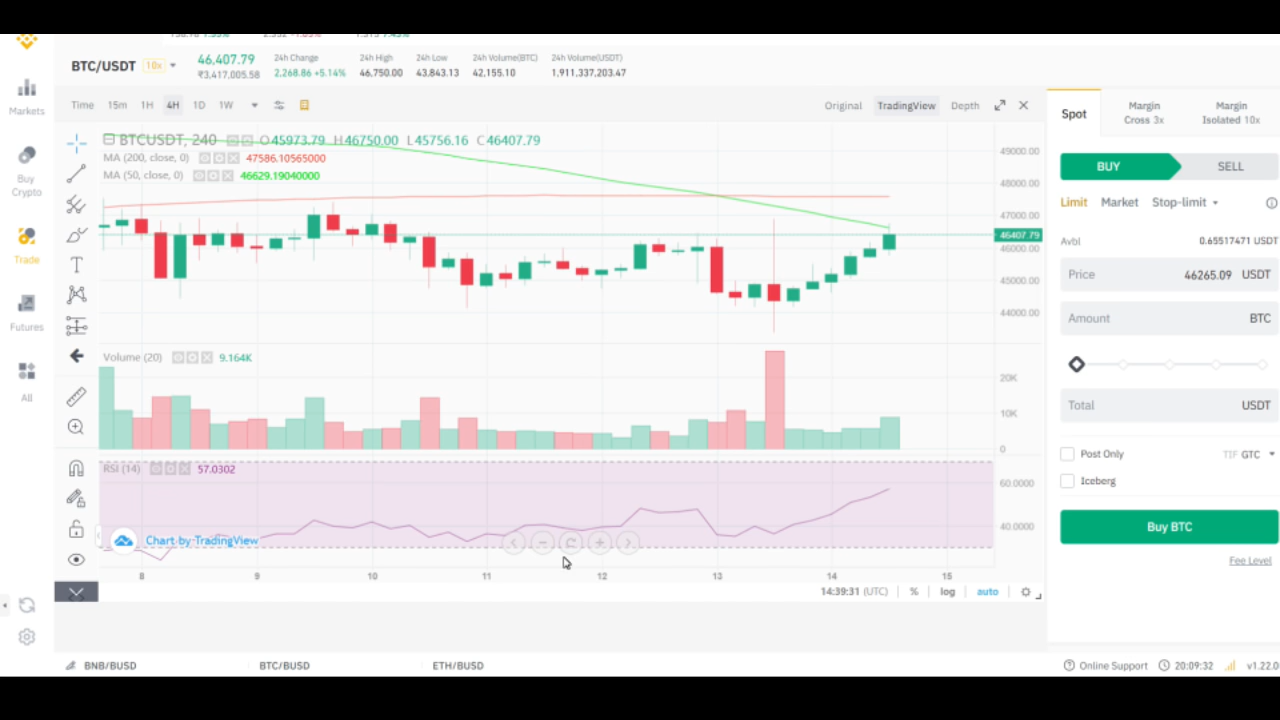 BTC/USDT 10x 46,407.79 24h Change 24h High 24h Low 24h Volume(BTC) 24h Volume(USDT)
₹3,417,005.58 2,268.86 +5.14% 46,750.00 43,843.13 42,155.10 1,911,337,203.47
Markets
Buy
Crypto
Trade
Futures
All
Time 15m 1H 4H 1D 1W Original TradingView Depth
BTCUSDT, 240 O45973.79 H46750.00 L45756.16 C46407.79
MA (200, close, 0) 47586.10565000
MA (50, close, 0) 46629.19040000
49000.00
48000.00
47000.00
46407.79
46000.00
45000.00
44000.00
Volume (20) 9.164K
20K
10K
0
RSI (14) 57.0302
60.0000
40.0000
Chart by TradingView
8 9 10 11 12 13 14 15
14:39:31 (UTC) % log auto
Spot Margin Cross 3x Margin Isolated 10x
BUY SELL
Limit Market Stop-limit
Avbl 0.65517471 USDT
Price 46265.09 USDT
Amount BTC
Total USDT
Post Only TIF GTC
Iceberg
Buy BTC
Fee Level
BNB/BUSD BTC/BUSD ETH/BUSD Online Support 20:09:32 v1.22.0